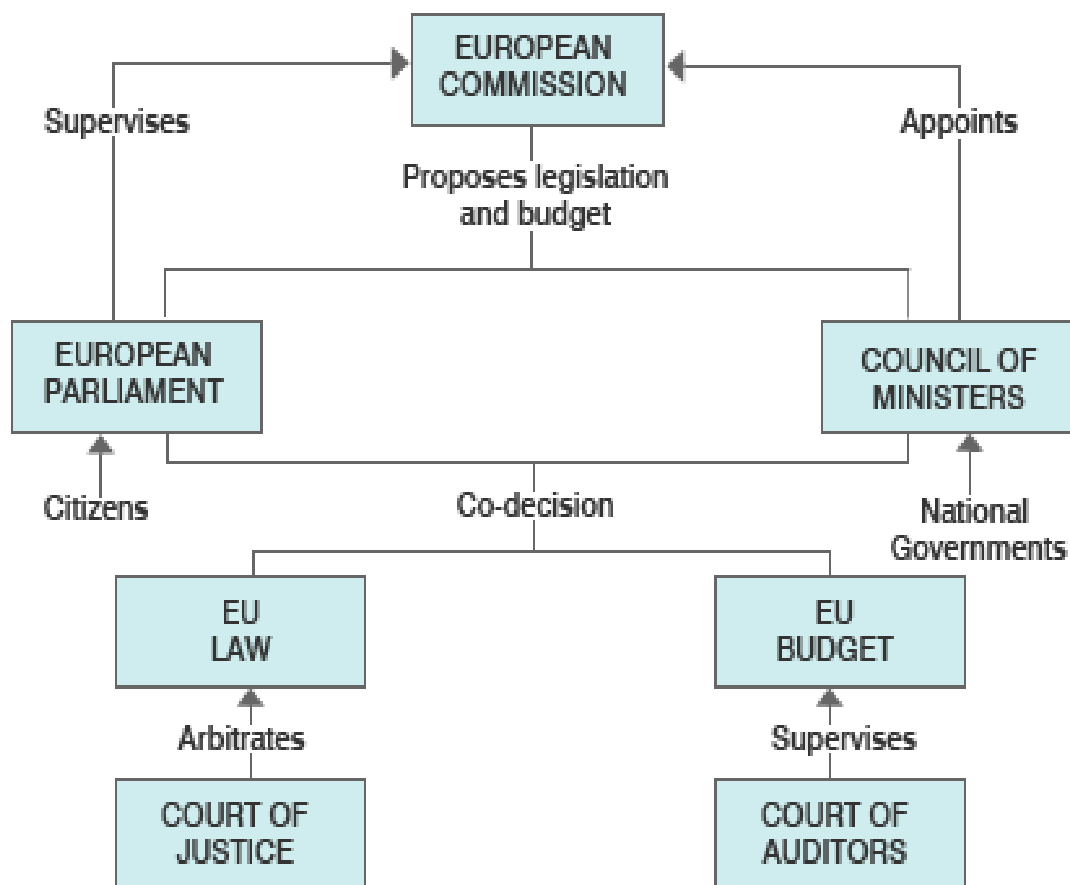 EUROPEAN
COMMISSION
Supervises
Appoints
Proposes legislation
and budget
EUROPEAN
PARLIAMENT
COUNCIL OF
MINISTERS
Citizens
Co-decision
National
Governments
EU
LAW
EU
BUDGET
Arbitrates
Supervises
COURT OF
JUSTICE
COURT OF
AUDITORS